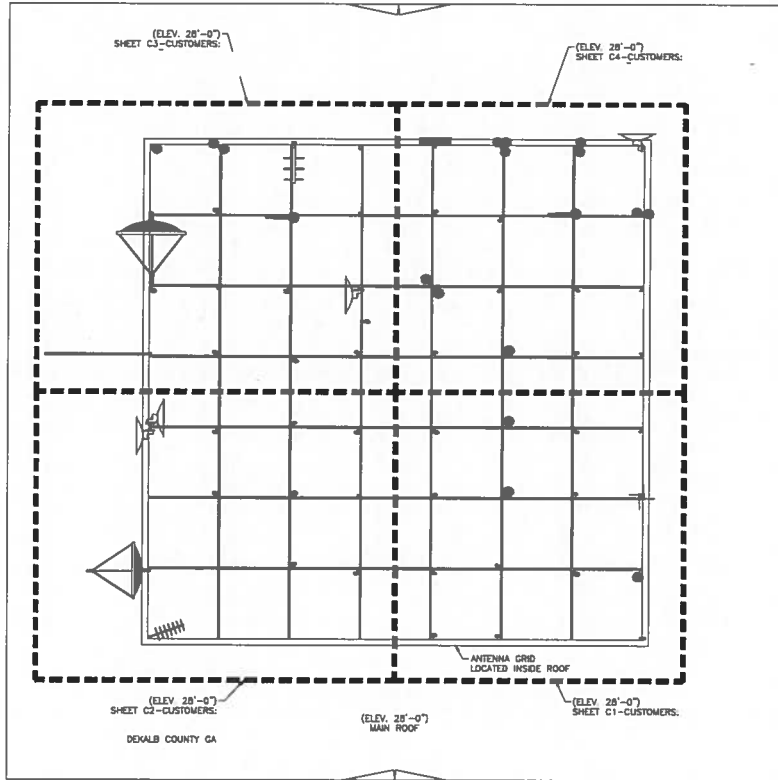 (ELEV. 28'-0")
SHEET C3-CUSTOMERS:
(ELEV. 28'-0")
SHEET C4-CUSTOMERS:
ANTENNA GRID
LOCATED INSIDE ROOF
(ELEV. 28'-0")
SHEET C2-CUSTOMERS:
(ELEV. 28'-0")
MAIN ROOF
(ELEV. 28'-0")
SHEET C1-CUSTOMERS:
DEKALB COUNTY GA